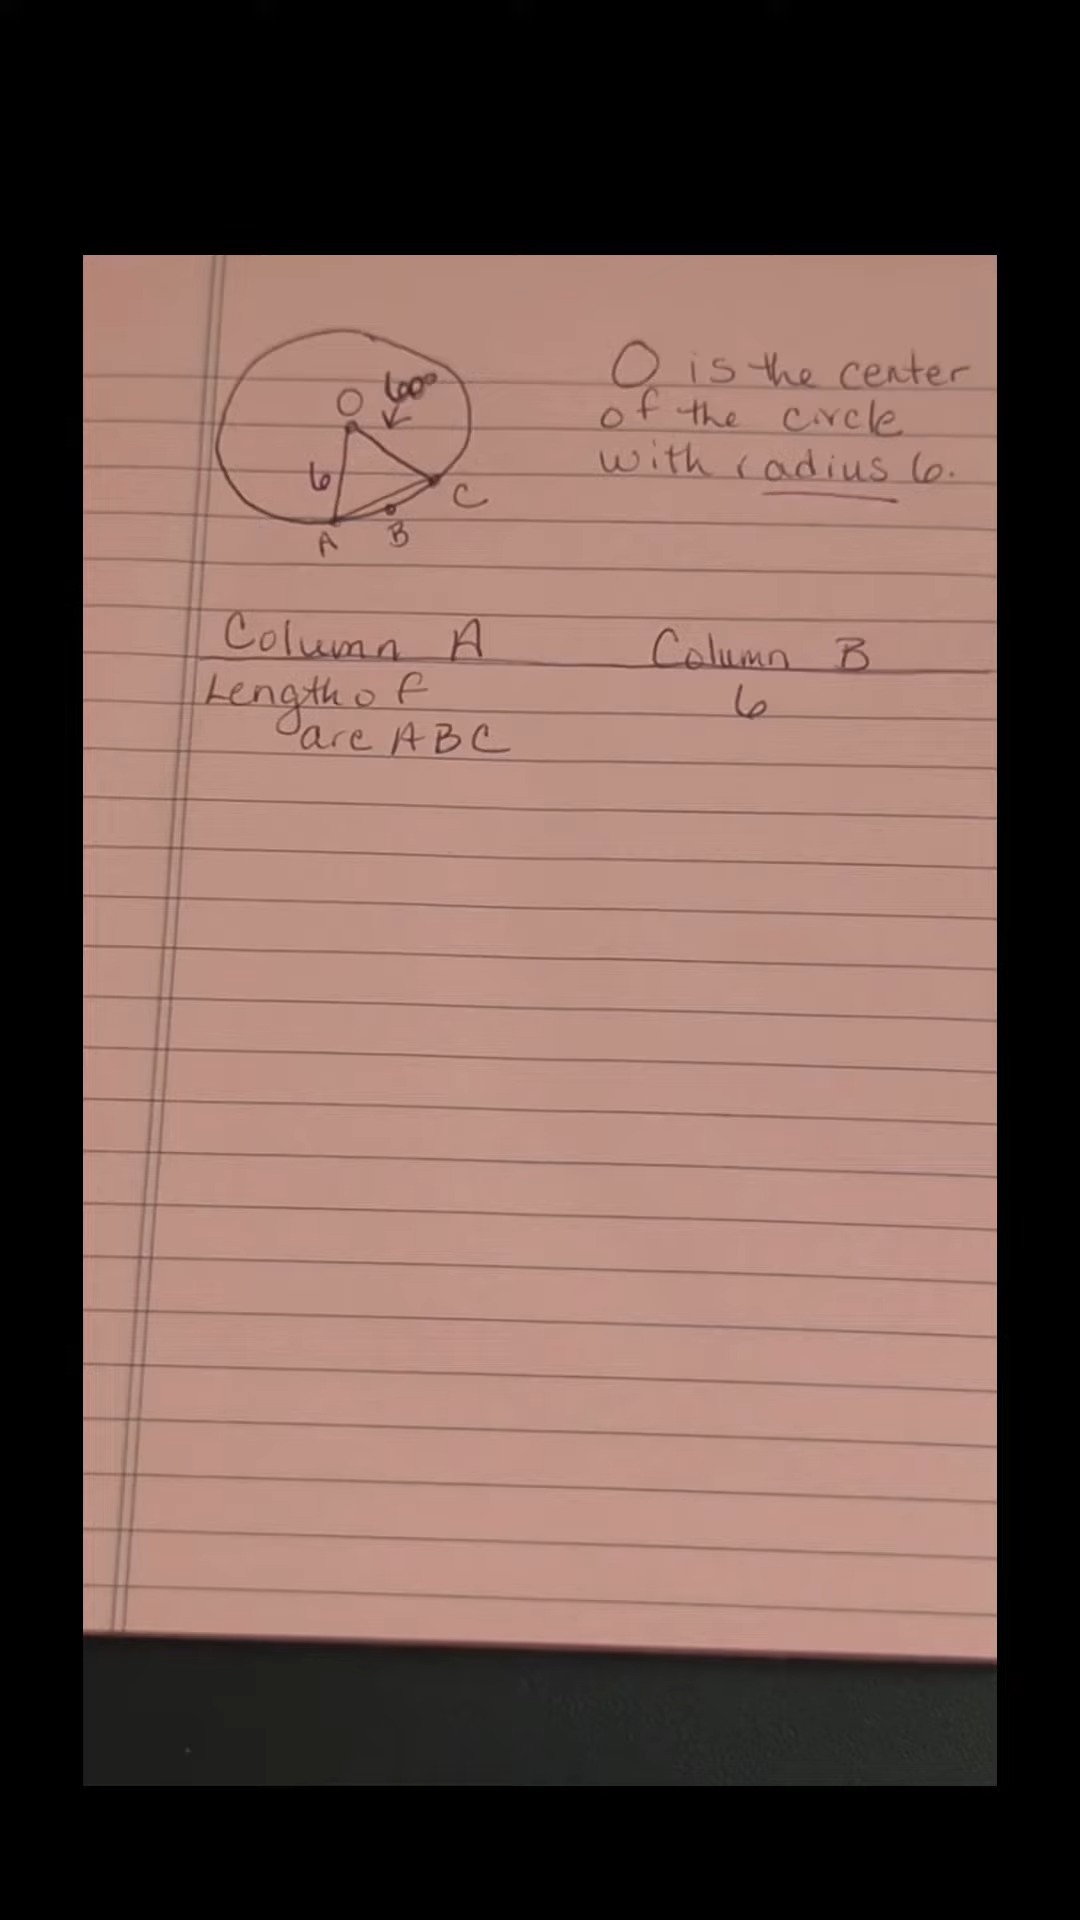 O 60°
6
C
A B
O is the center
of the circle
with radius 6.
Column A Column B
Length of 6
arc ABC